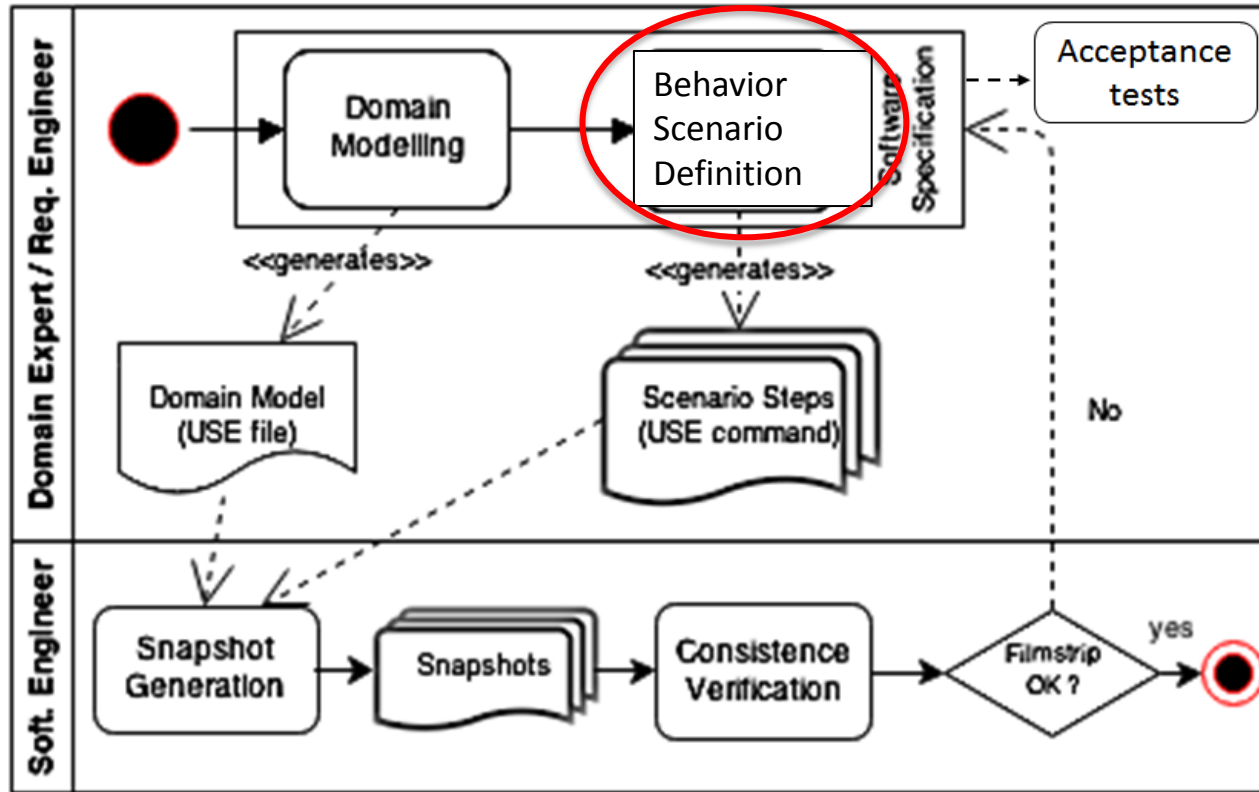 Domain Expert / Req. Engineer
Domain
Modelling
Behavior
Scenario
Definition
Software
Specification
Acceptance
tests
<<generates>>
<<generates>>
Domain Model
(USE file)
Scenario Steps
(USE command)
No
Soft. Engineer
Snapshot
Generation
Snapshots
Consistence
Verification
Filmstrip
OK ?
yes